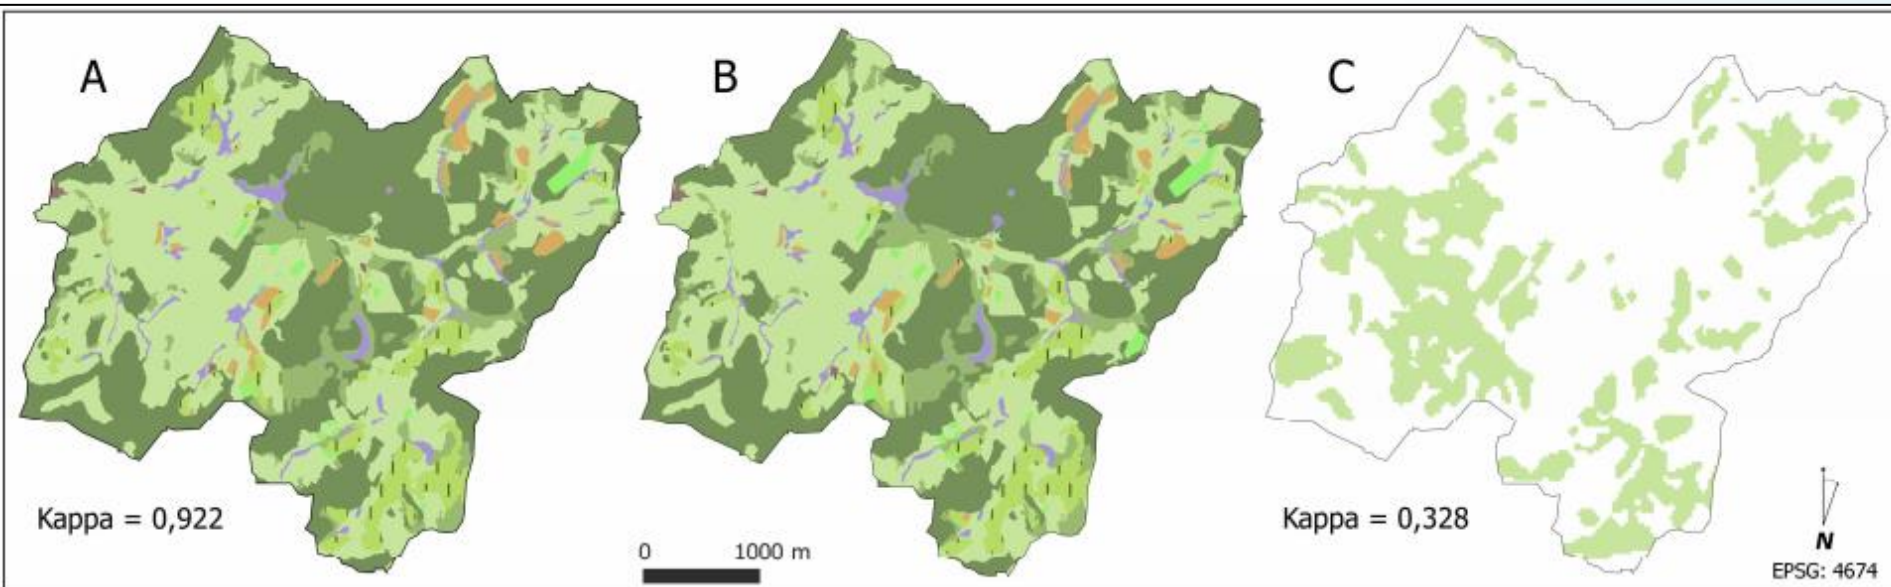 A
B
C
Kappa = 0,922
0 1000 m
Kappa = 0,328
N
EPSG: 4674